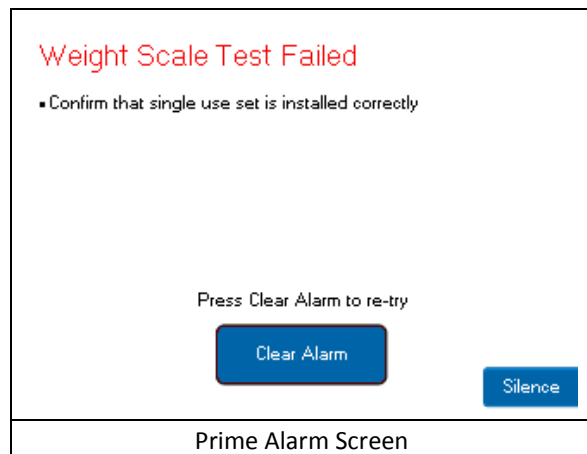 Weight Scale Test Failed
▪ Confirm that single use set is installed correctly
Press Clear Alarm to re-try
Clear Alarm
Silence
Prime Alarm Screen